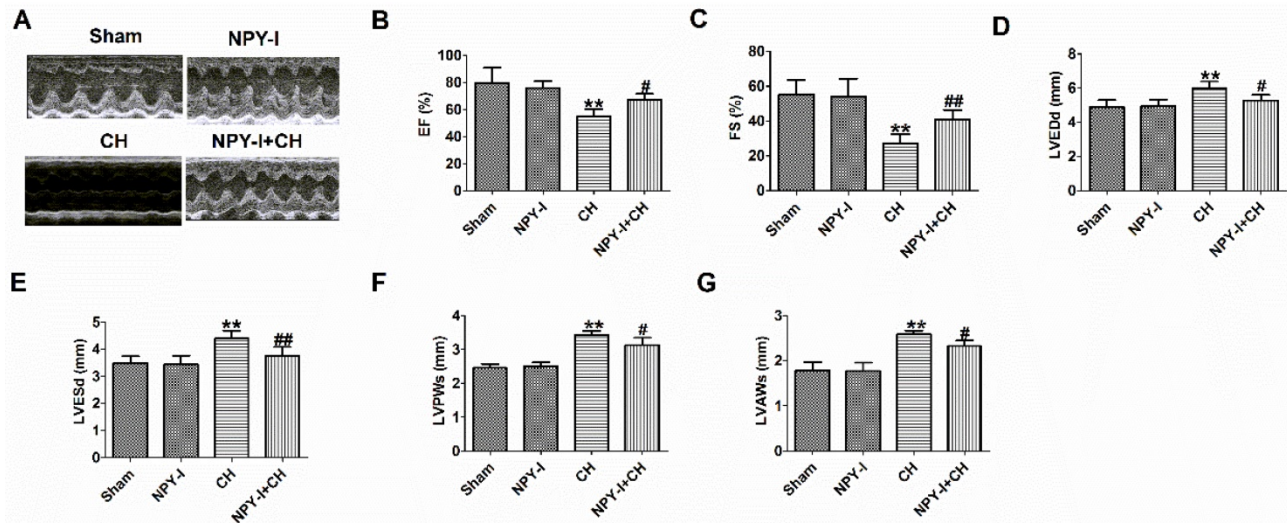 A
Sham
NPY-I
CH
NPY-I+CH
B
EF (%)
100
80
60
40
20
0
**
#
Sham
NPY-I
CH
NPY-I+CH
C
FS (%)
80
60
40
20
0
**
##
Sham
NPY-I
CH
NPY-I+CH
D
LVEDd (mm)
8
6
4
2
0
**
#
Sham
NPY-I
CH
NPY-I+CH
E
LVESd (mm)
5
4
3
2
1
0
**
##
Sham
NPY-I
CH
NPY-I+CH
F
LVPWs (mm)
4
3
2
1
0
**
#
Sham
NPY-I
CH
NPY-I+CH
G
LVAWs (mm)
3
2
1
0
**
#
Sham
NPY-I
CH
NPY-I+CH